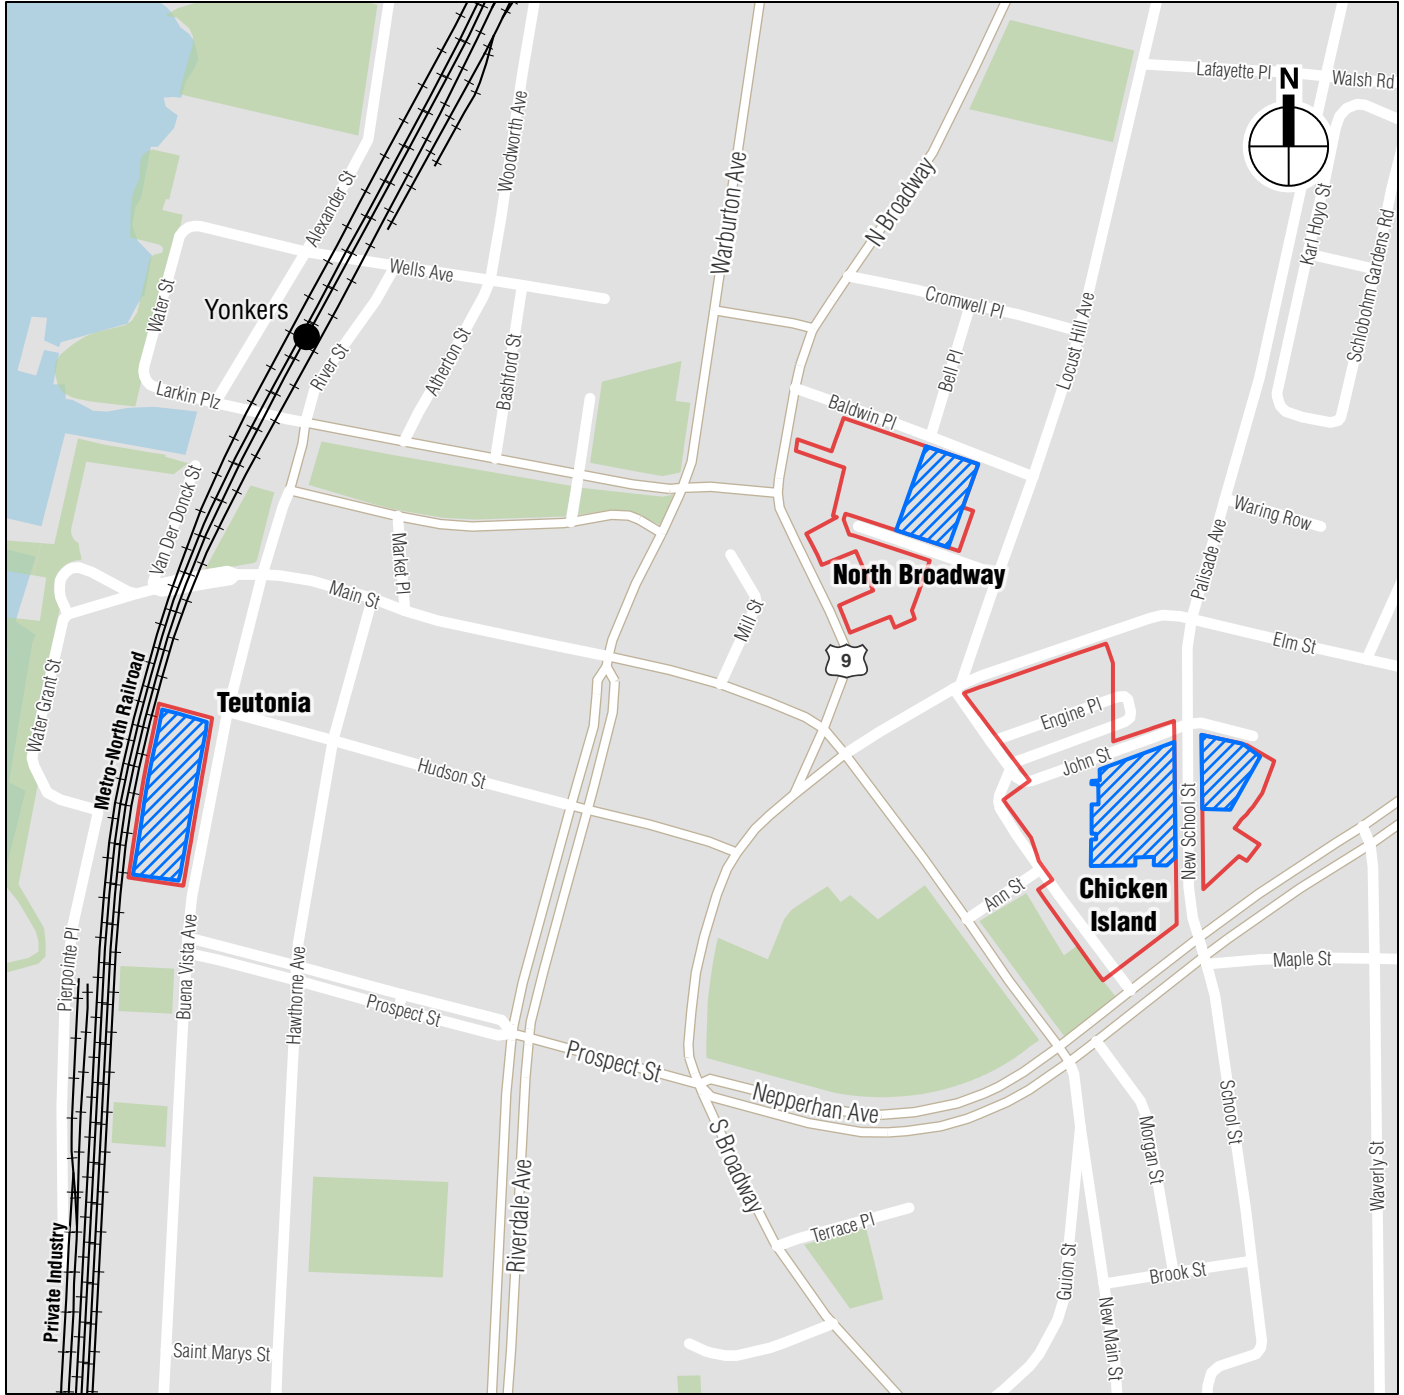 Lafayette Pl
Walsh Rd
N
Woodworth Ave
Warburton Ave
N Broadway
Alexander St
Karl Hoyo St
Schlobohm Gardens Rd
Wells Ave
Water St
Yonkers
Cromwell Pl
Locust Hill Ave
River St
Atherton St
Bashford St
Bell Pl
Larkin Plz
Baldwin Pl
Van Der Donck St
Waring Row
Palisade Ave
Market Pl
North Broadway
Main St
Mill St
Elm St
9
Water Grant St
Metro-North Railroad
Teutonia
Engine Pl
John St
Hudson St
New School St
Chicken
Island
Ann St
Pierpointe Pl
Buena Vista Ave
Hawthorne Ave
Maple St
Prospect St
Prospect St
Nepperhan Ave
S Broadway
School St
Morgan St
Waverly St
Riverdale Ave
Terrace Pl
Private Industry
Guion St
Brook St
New Main St
Saint Marys St